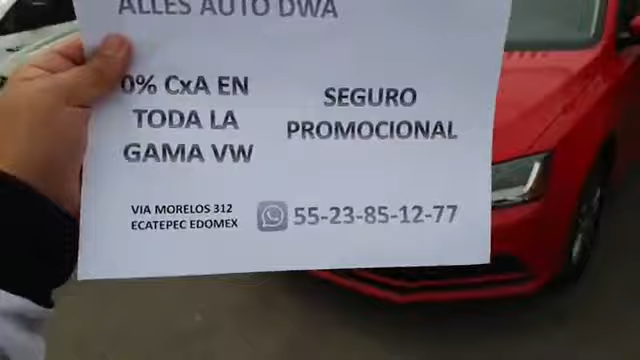 ALLES AUTO DWA
0% CxA EN
TODA LA
GAMA VW
SEGURO
PROMOCIONAL
VIA MORELOS 312
ECATEPEC EDOMEX
55-23-85-12-77